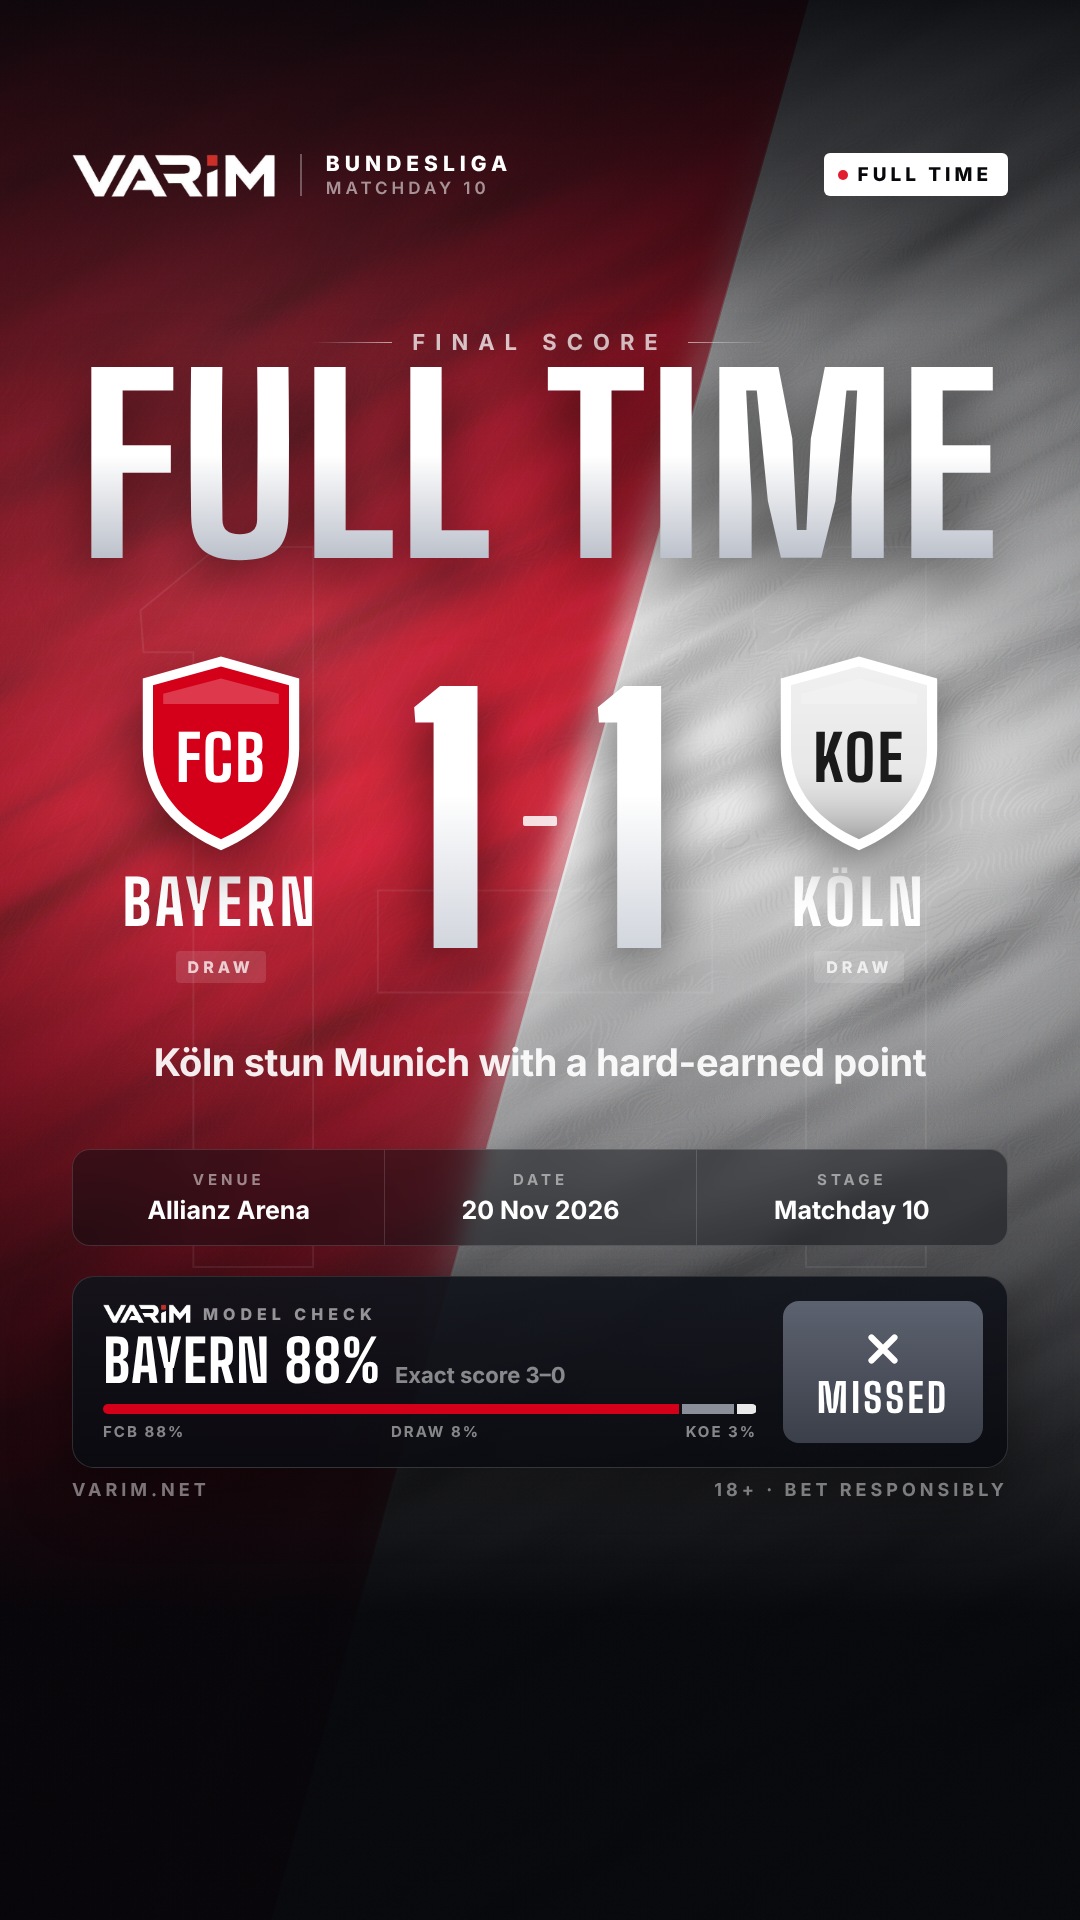 VARiM
BUNDESLIGA
MATCHDAY 10
FULL TIME
FINAL SCORE
FULL TIME
FCB
1 - 1
KOE
BAYERN
KÖLN
DRAW
DRAW
Köln stun Munich with a hard-earned point
VENUE
Allianz Arena
DATE
20 Nov 2026
STAGE
Matchday 10
VARiM MODEL CHECK
BAYERN 88% Exact score 3–0
FCB 88% DRAW 8% KOE 3%
MISSED
VARIM.NET
18+ · BET RESPONSIBLY